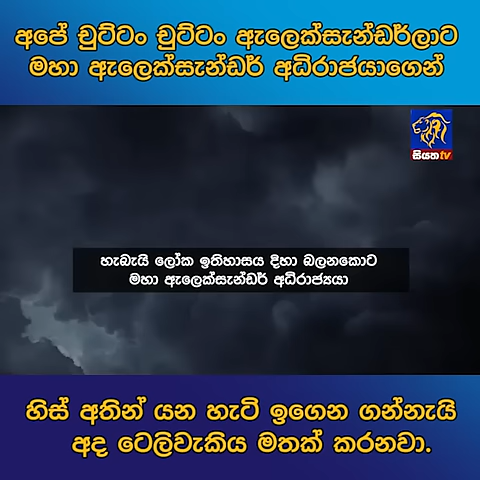 අපේ චුට්ටං චුට්ටං ඇලෙක්සැන්ඩර්ලාට
මහා ඇලෙක්සැන්ඩර් අධිරාජයාගෙන්
සියත tv
හැබැයි ලෝක ඉතිහාසය දිහා බලනකොට
මහා ඇලෙක්සැන්ඩර් අධිරාජ්‍යයා
හිස් අතින් යන හැටි ඉගෙන ගන්නැයි
අද ටෙලිවැකිය මතක් කරනවා.